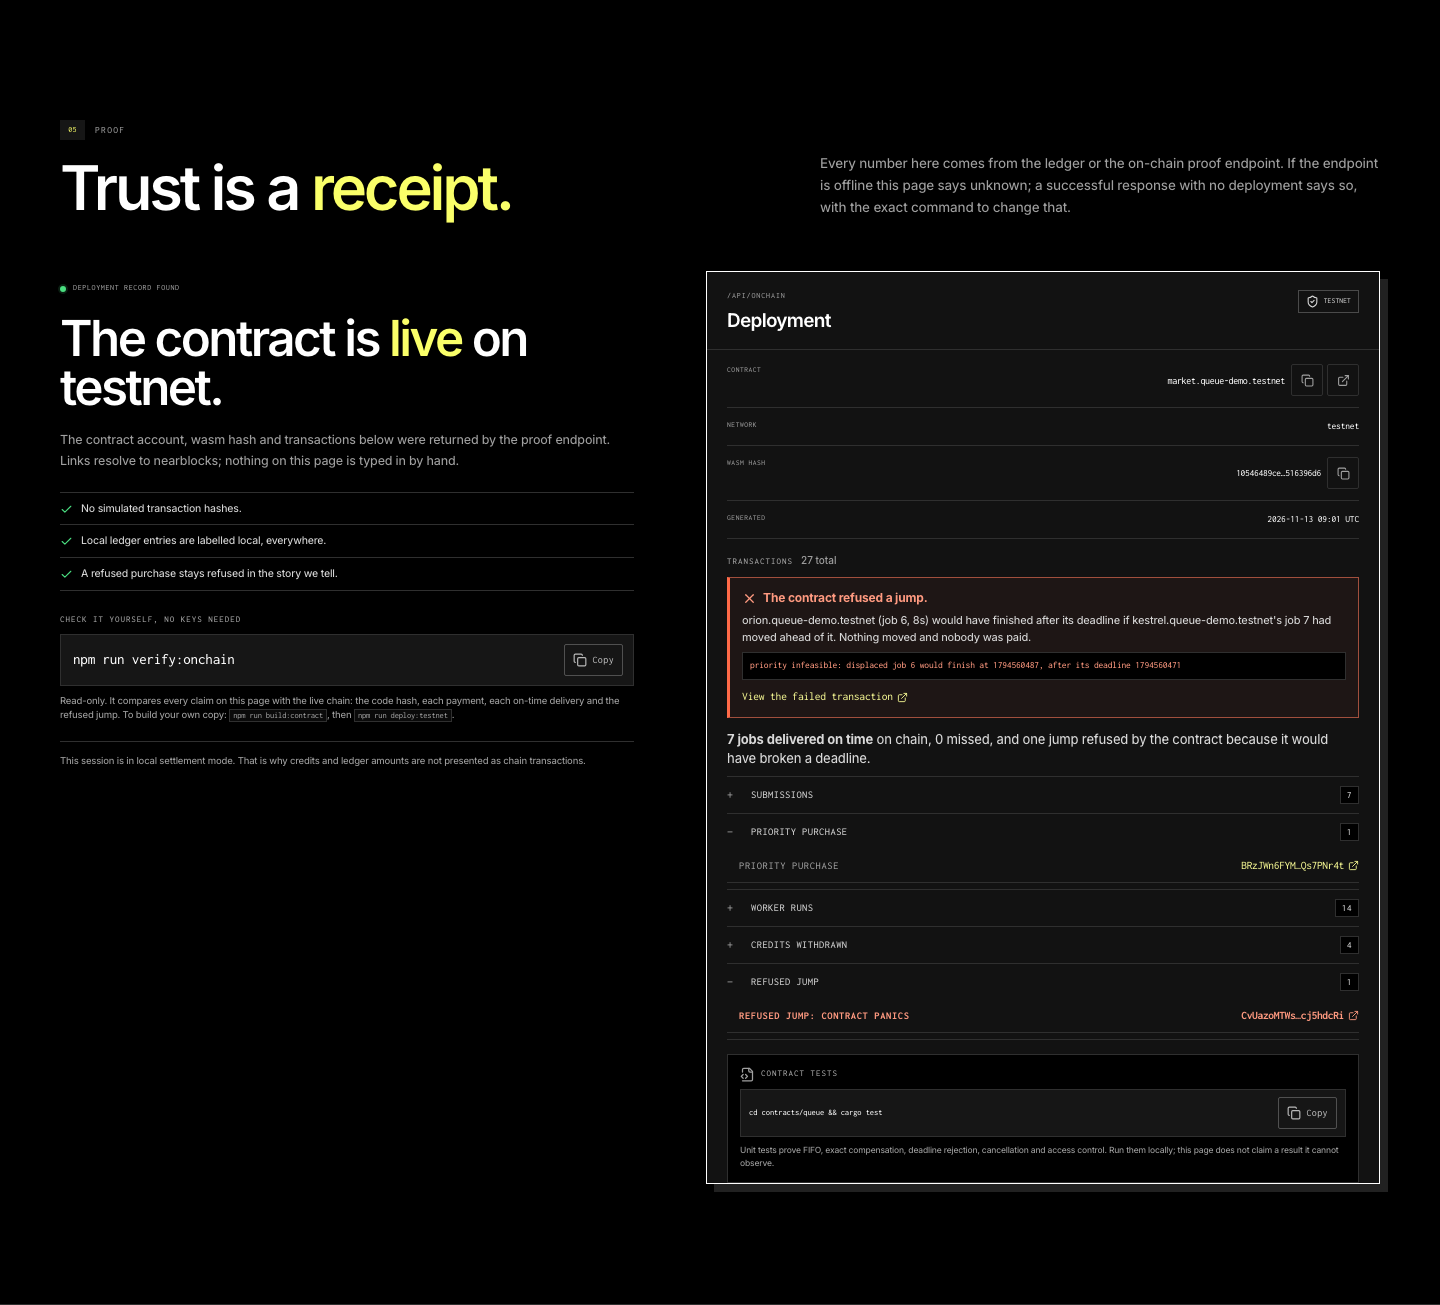 05 PROOF
Trust is a receipt.
Every number here comes from the ledger or the on-chain proof endpoint. If the endpoint
is offline this page says unknown; a successful response with no deployment says so,
with the exact command to change that.
DEPLOYMENT RECORD FOUND
The contract is live on
testnet.
The contract account, wasm hash and transactions below were returned by the proof endpoint.
Links resolve to nearblocks; nothing on this page is typed in by hand.
No simulated transaction hashes.
Local ledger entries are labelled local, everywhere.
A refused purchase stays refused in the story we tell.
CHECK IT YOURSELF, NO KEYS NEEDED
npm run verify:onchain
Copy
Read-only. It compares every claim on this page with the live chain: the code hash, each payment, each on-time delivery and the
refused jump. To build your own copy: npm run build:contract, then npm run deploy:testnet.
This session is in local settlement mode. That is why credits and ledger amounts are not presented as chain transactions.
/API/ONCHAIN
Deployment
TESTNET
CONTRACT
market.queue-demo.testnet
NETWORK
testnet
WASM HASH
10546489ce…516396d6
GENERATED
2026-11-13 09:01 UTC
TRANSACTIONS 27 total
The contract refused a jump.
orion.queue-demo.testnet (job 6, 8s) would have finished after its deadline if kestrel.queue-demo.testnet's job 7 had
moved ahead of it. Nothing moved and nobody was paid.
priority infeasible: displaced job 6 would finish at 1794560487, after its deadline 1794560471
View the failed transaction
7 jobs delivered on time on chain, 0 missed, and one jump refused by the contract because it would
have broken a deadline.
+ SUBMISSIONS 7
− PRIORITY PURCHASE 1
PRIORITY PURCHASE BRzJWn6FYM…Qs7PNr4t
+ WORKER RUNS 14
+ CREDITS WITHDRAWN 4
− REFUSED JUMP 1
REFUSED JUMP: CONTRACT PANICS CvUazoMTWs…cj5hdcRi
CONTRACT TESTS
cd contracts/queue && cargo test
Copy
Unit tests prove FIFO, exact compensation, deadline rejection, cancellation and access control. Run them locally; this page does not claim a result it cannot
observe.